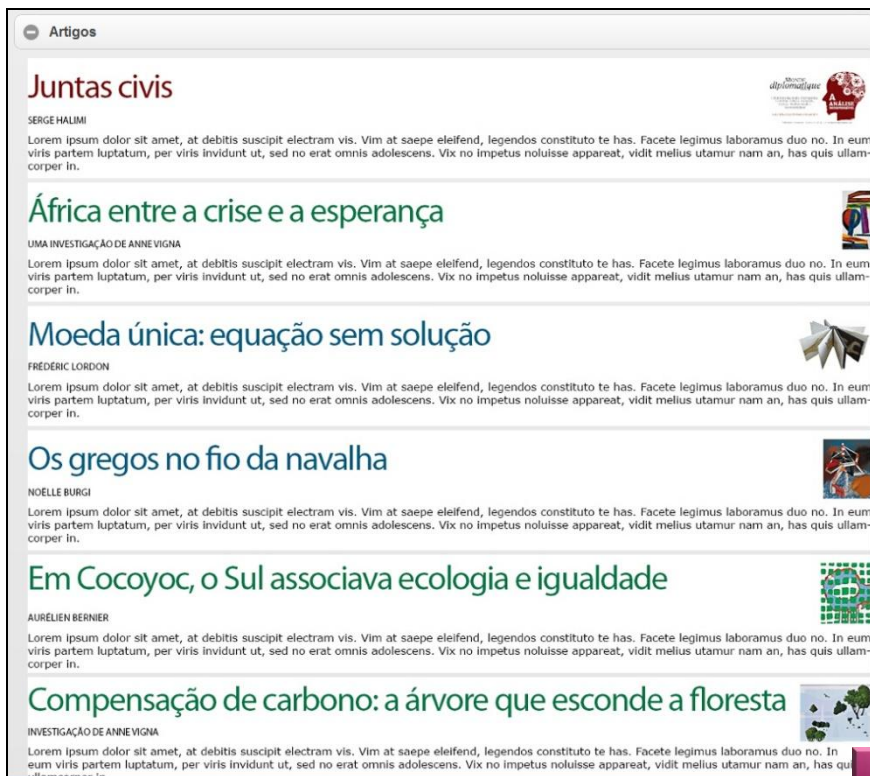 Artigos
Juntas civis
MONDE
diplomatique
A
ANÁLISE
SERGE HALIMI
Lorem ipsum dolor sit amet, at debitis suscipit electram vis. Vim at saepe eleifend, legendos constituto te has. Facete legimus laboramus duo no. In eum
viris partem luptatum, per viris invidunt ut, sed no erat omnis adolescens. Vix no impetus noluisse appareat, vidit melius utamur nam an, has quis ullam-
corper in.
África entre a crise e a esperança
UMA INVESTIGAÇÃO DE ANNE VIGNA
Lorem ipsum dolor sit amet, at debitis suscipit electram vis. Vim at saepe eleifend, legendos constituto te has. Facete legimus laboramus duo no. In eum
viris partem luptatum, per viris invidunt ut, sed no erat omnis adolescens. Vix no impetus noluisse appareat, vidit melius utamur nam an, has quis ullam-
corper in.
Moeda única: equação sem solução
FRÉDÉRIC LORDON
Lorem ipsum dolor sit amet, at debitis suscipit electram vis. Vim at saepe eleifend, legendos constituto te has. Facete legimus laboramus duo no. In eum
viris partem luptatum, per viris invidunt ut, sed no erat omnis adolescens. Vix no impetus noluisse appareat, vidit melius utamur nam an, has quis ullam-
corper in.
Os gregos no fio da navalha
NOËLLE BURGI
Lorem ipsum dolor sit amet, at debitis suscipit electram vis. Vim at saepe eleifend, legendos constituto te has. Facete legimus laboramus duo no. In eum
viris partem luptatum, per viris invidunt ut, sed no erat omnis adolescens. Vix no impetus noluisse appareat, vidit melius utamur nam an, has quis ullam-
corper in.
Em Cocoyoc, o Sul associava ecologia e igualdade
AURÉLIEN BERNIER
Lorem ipsum dolor sit amet, at debitis suscipit electram vis. Vim at saepe eleifend, legendos constituto te has. Facete legimus laboramus duo no. In eum
viris partem luptatum, per viris invidunt ut, sed no erat omnis adolescens. Vix no impetus noluisse appareat, vidit melius utamur nam an, has quis ullam-
corper in.
Compensação de carbono: a árvore que esconde a floresta
INVESTIGAÇÃO DE ANNE VIGNA
Lorem ipsum dolor sit amet, at debitis suscipit electram vis. Vim at saepe eleifend, legendos constituto te has. Facete legimus laboramus duo no. In
eum viris partem luptatum, per viris invidunt ut, sed no erat omnis adolescens. Vix no impetus noluisse appareat, vidit melius utamur nam an, has qui